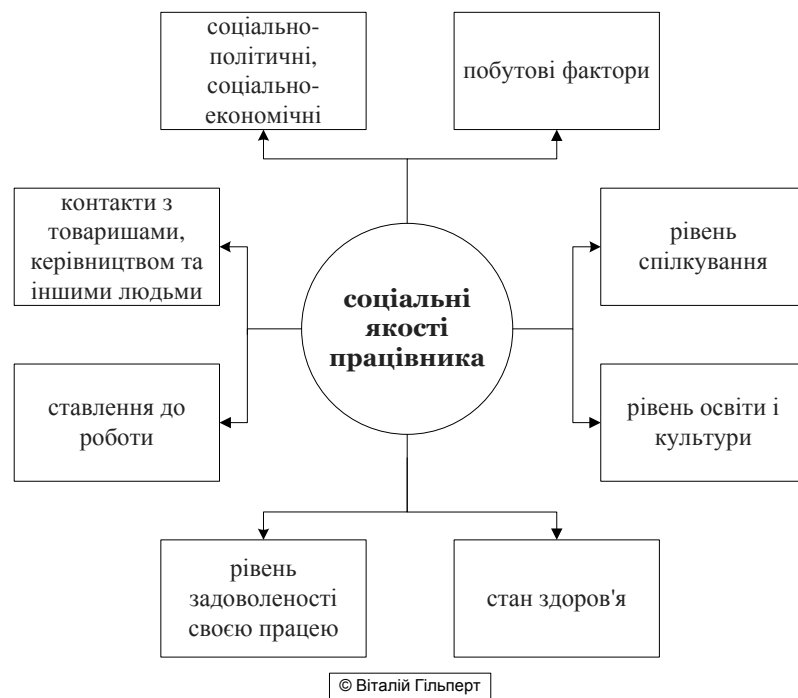 соціально-
політичні,
соціально-
економічні
побутові фактори
контакти з
товаришами,
керівництвом та
іншими людьми
рівень
спілкування
соціальні
якості
працівника
ставлення до
роботи
рівень освіти і
культури
рівень
задоволеності
своєю працею
стан здоров'я
© Віталій Гільперт